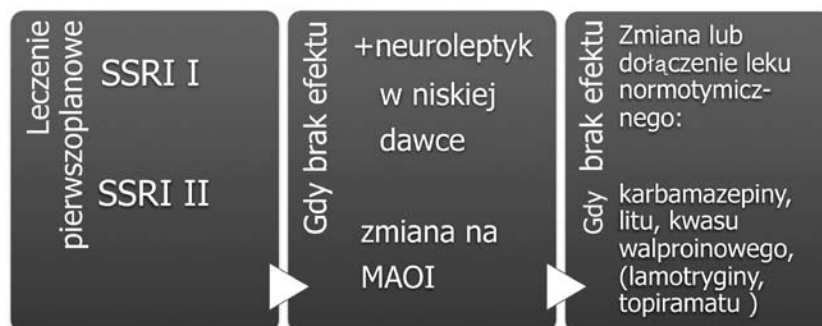 Leczenie
pierwszoplanowe
SSRI I
SSRI II
Gdy brak efektu
+neuroleptyk
w niskiej
dawce
zmiana na
MAOI
Gdy brak efektu
Zmiana lub
dołączenie leku
normotymicz-
nego:
karbamazepiny,
litu, kwasu
walproinowego,
(lamotryginy,
topiramatu )